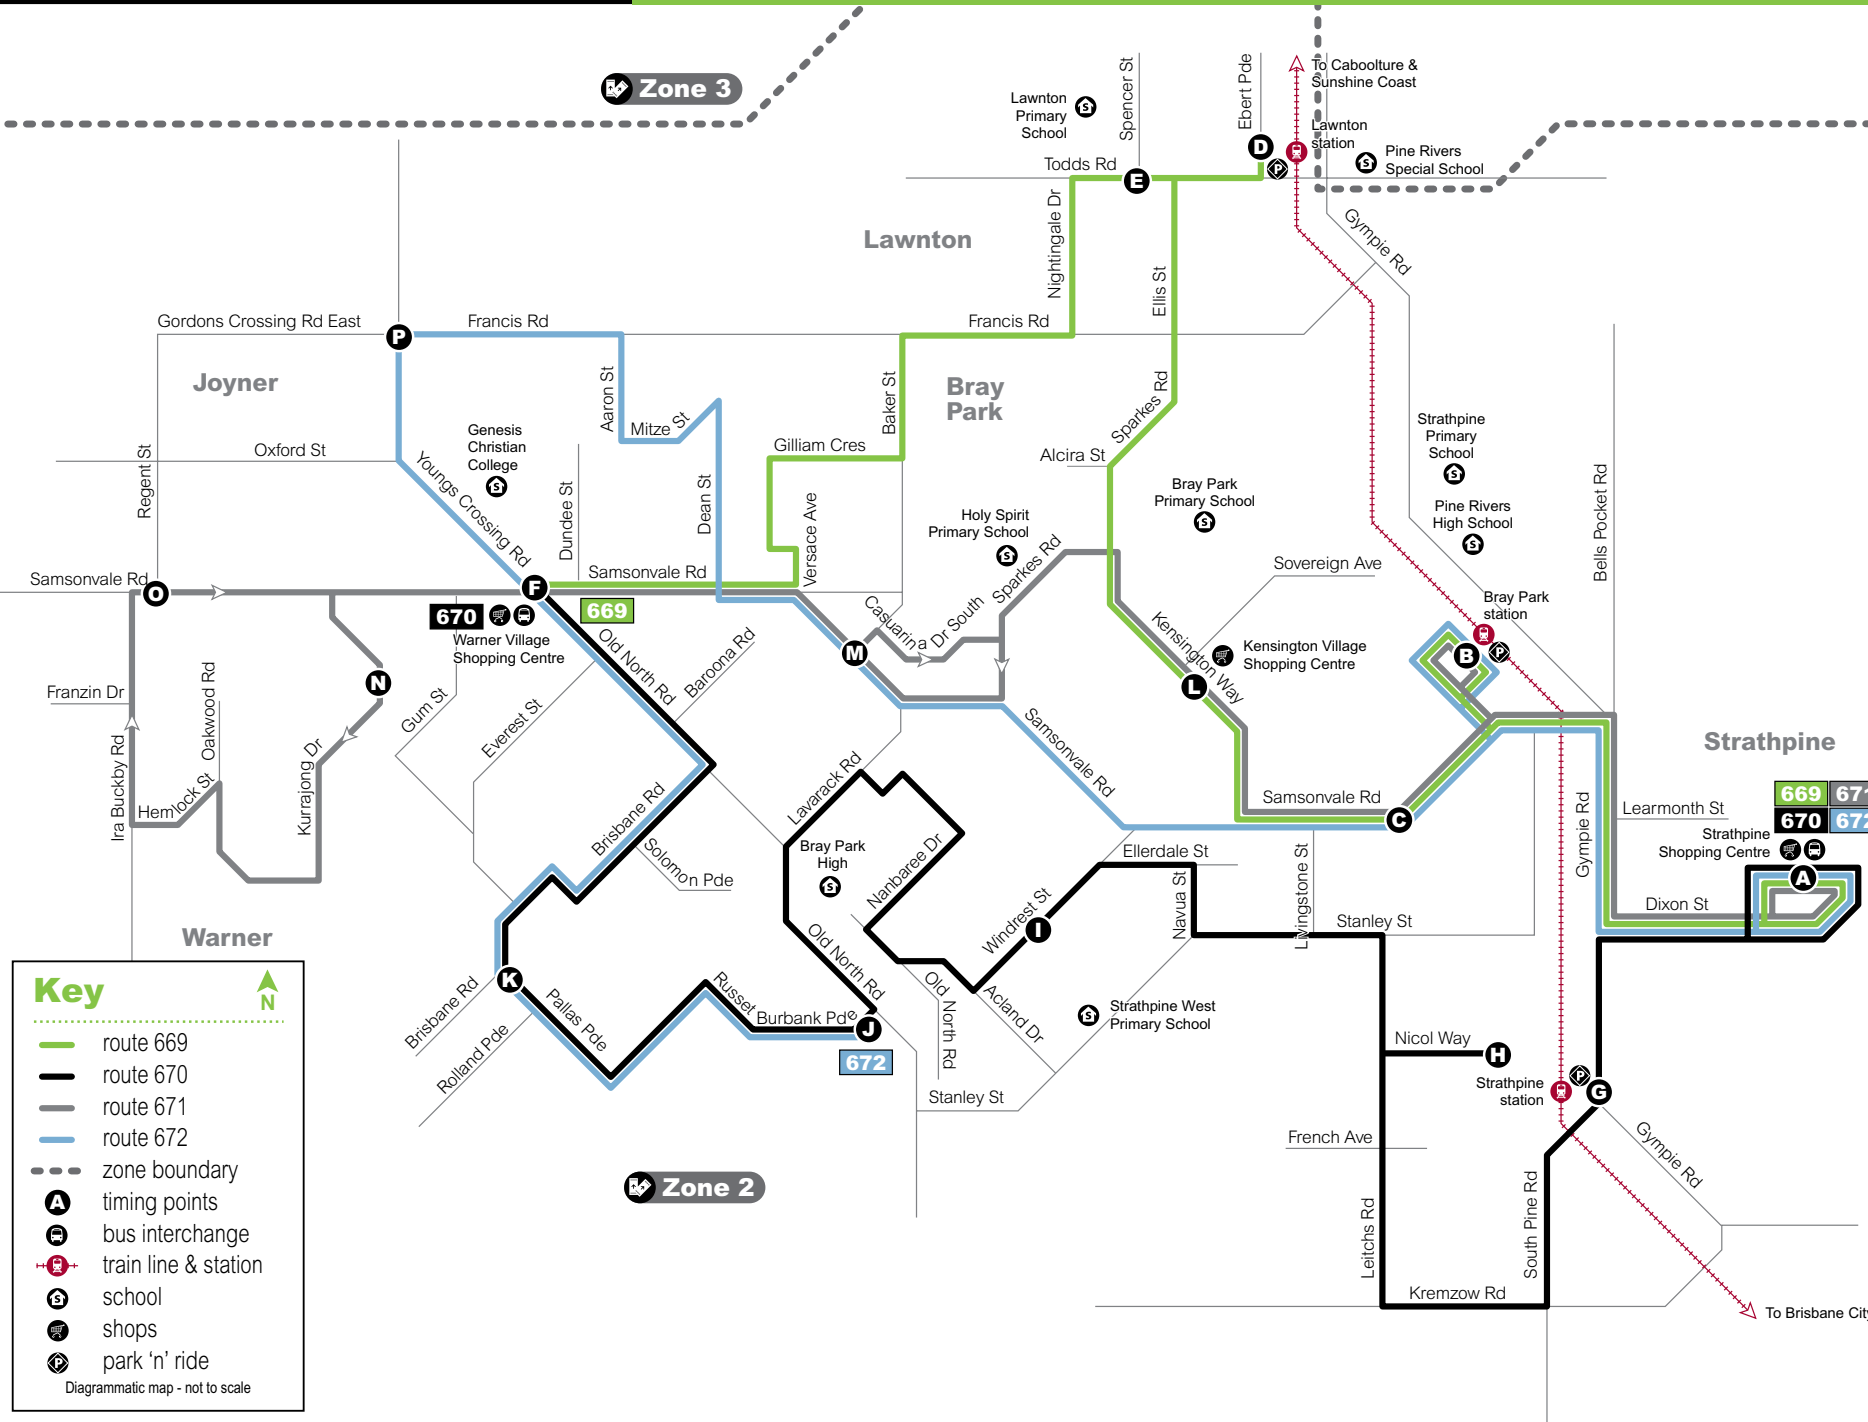 Zone 3
To Caboolture &
Sunshine Coast
Spencer St
Ebert Pde
Lawnton
Primary
School
Lawnton
station
Pine Rivers
Special School
Todds Rd
D
E
Nightingale Dr
Gympie Rd
Lawnton
Ellis St
Gordons Crossing Rd East
P
Francis Rd
Francis Rd
Joyner
Bray
Park
Aaron St
Baker St
Sparkes Rd
Mitze St
Genesis
Christian
College
Strathpine
Primary
School
Regent St
Oxford St
Gilliam Cres
Alcira St
Youngs Crossing Rd
Dundee St
Dean St
Versace Ave
Bray Park
Primary School
Bells Pocket Rd
Holy Spirit
Primary School
Pine Rivers
High School
Sparkes Rd
Sovereign Ave
Samsonvale Rd
O
F
Samsonvale Rd
669
670
Warner Village
Shopping Centre
Casuarina Dr South
Bray Park
station
Old North Rd
Baroona Rd
M
Kensington Way
Kensington Village
Shopping Centre
B
L
Franzin Dr
N
Oakwood Rd
Gum St
Everest St
Samsonvale Rd
Strathpine
Ira Buckby Rd
Kurrajong Dr
Hemlock St
Lavarack Rd
Brisbane Rd
Samsonvale Rd
C
Gympie Rd
Learmonth St
669
671
670
672
Strathpine
Shopping Centre
A
Bray Park
High
Solomon Pde
Nanbaree Dr
Ellerdale St
Navua St
Livingstone St
Windrest St
I
Stanley St
Dixon St
Warner
Old North Rd
K
Brisbane Rd
Pallas Pde
Russet
Burbank Pde
J
672
Old North Rd
Acland Dr
Strathpine West
Primary School
Rolland Pde
Nicol Way
H
Strathpine
station
G
Stanley St
French Ave
Gympie Rd
Zone 2
Leitchs Rd
South Pine Rd
Kremzow Rd
To Brisbane City
Key
N
route 669
route 670
route 671
route 672
zone boundary
A
timing points
bus interchange
train line & station
school
shops
park ‘n’ ride
Diagrammatic map - not to scale